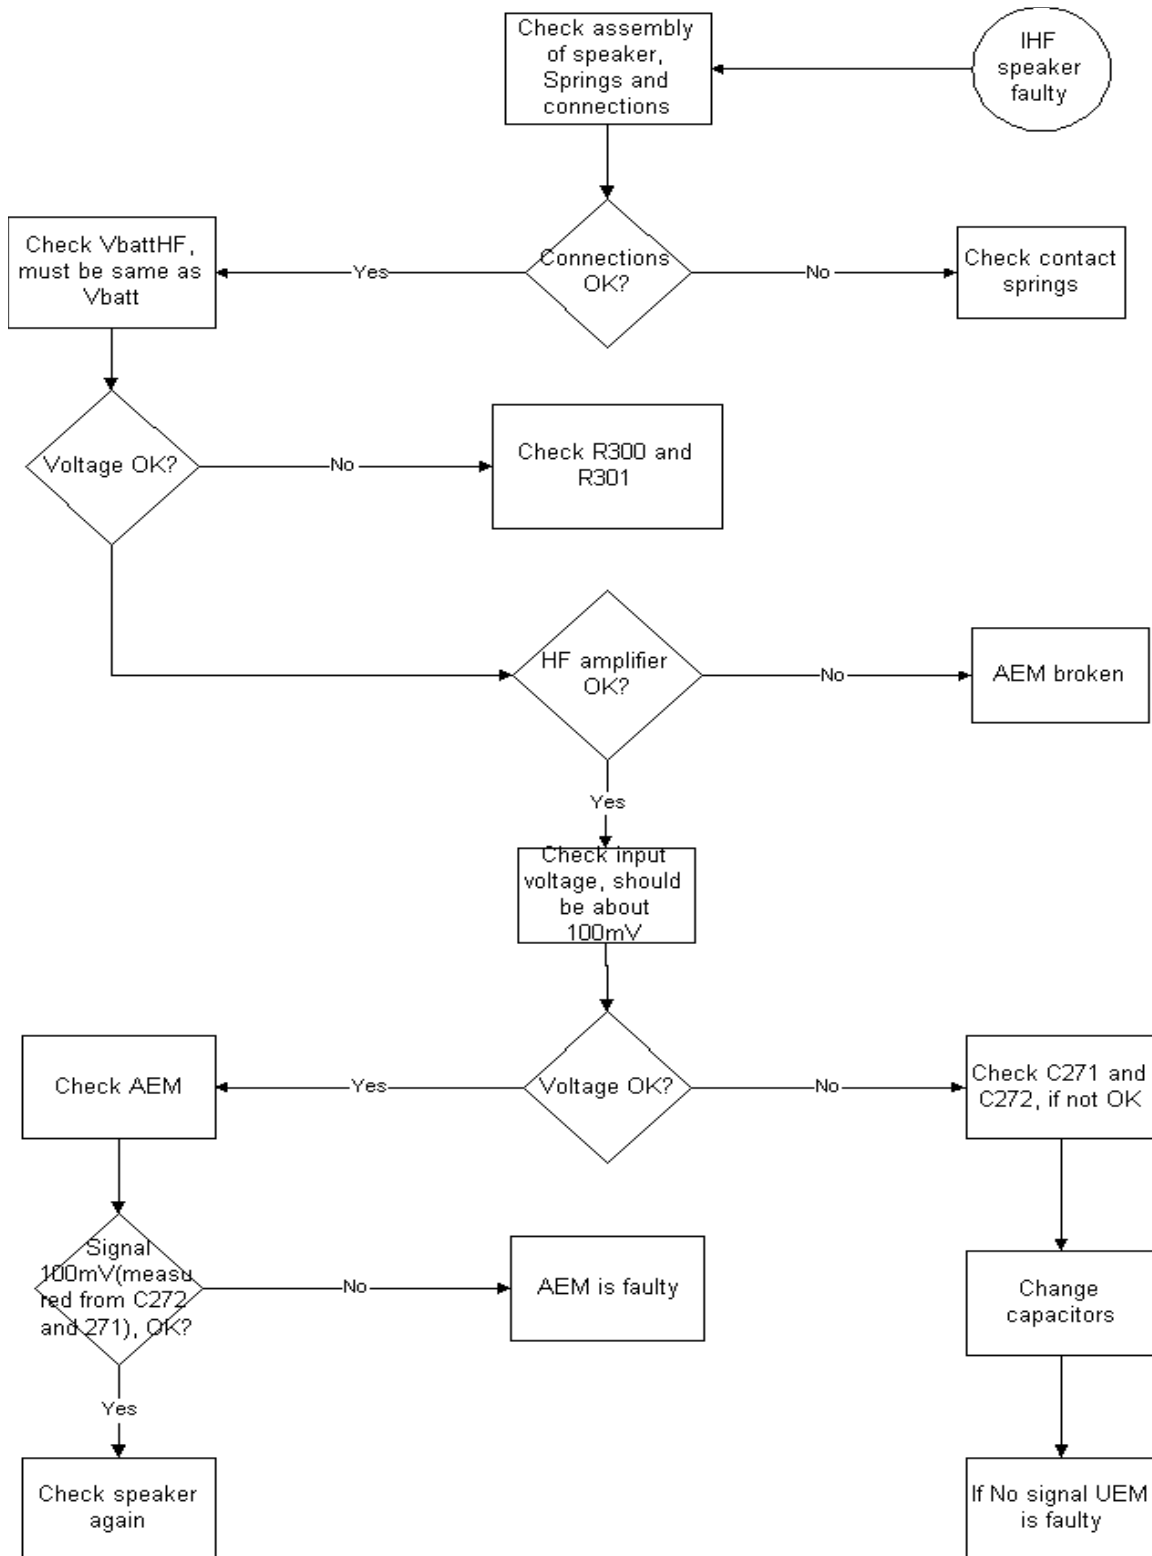 Check assembly
of speaker,
Springs and
connections
IHF
speaker
faulty
Check VbattHF,
must be same as
Vbatt
Yes
Connections
OK?
No
Check contact
springs
Voltage OK?
No
Check R300 and
R301
HF amplifier
OK?
No
AEM broken
Yes
Check input
voltage, should
be about
100mV
Check AEM
Yes
Voltage OK?
No
Check C271 and
C272, if not OK
Signal
100mV(measu
red from C272
and 271), OK?
No
AEM is faulty
Change
capacitors
Yes
Check speaker
again
If No signal UEM
is faulty